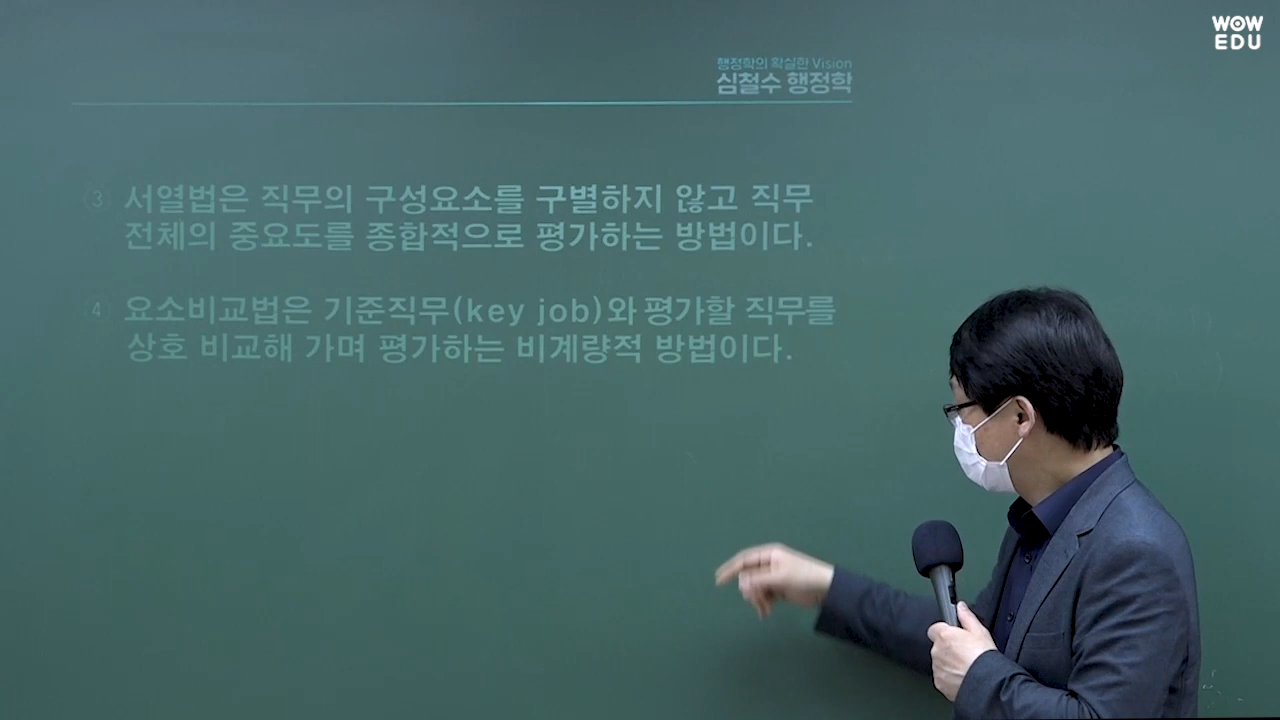 WOW
EDU
행정학의 확실한 Vision
심철수 행정학
③ 서열법은 직무의 구성요소를 구별하지 않고 직무
전체의 중요도를 종합적으로 평가하는 방법이다.
④ 요소비교법은 기준직무(key job)와 평가할 직무를
상호 비교해 가며 평가하는 비계량적 방법이다.